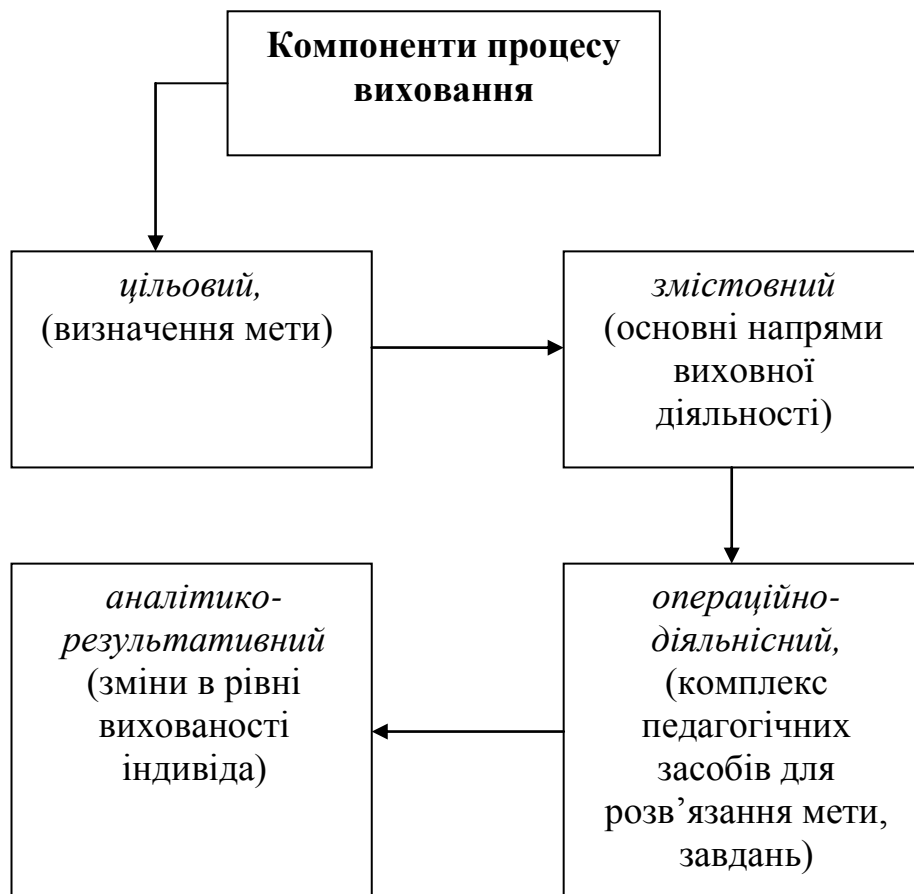 Компоненти процесу
виховання
цільовий,
(визначення мети)
змістовний
(основні напрями
виховної
діяльності)
операційно-
діяльнісний,
(комплекс
педагогічних
засобів для
розв’язання мети,
завдань)
аналітико-
результативний
(зміни в рівні
вихованості
індивіда)